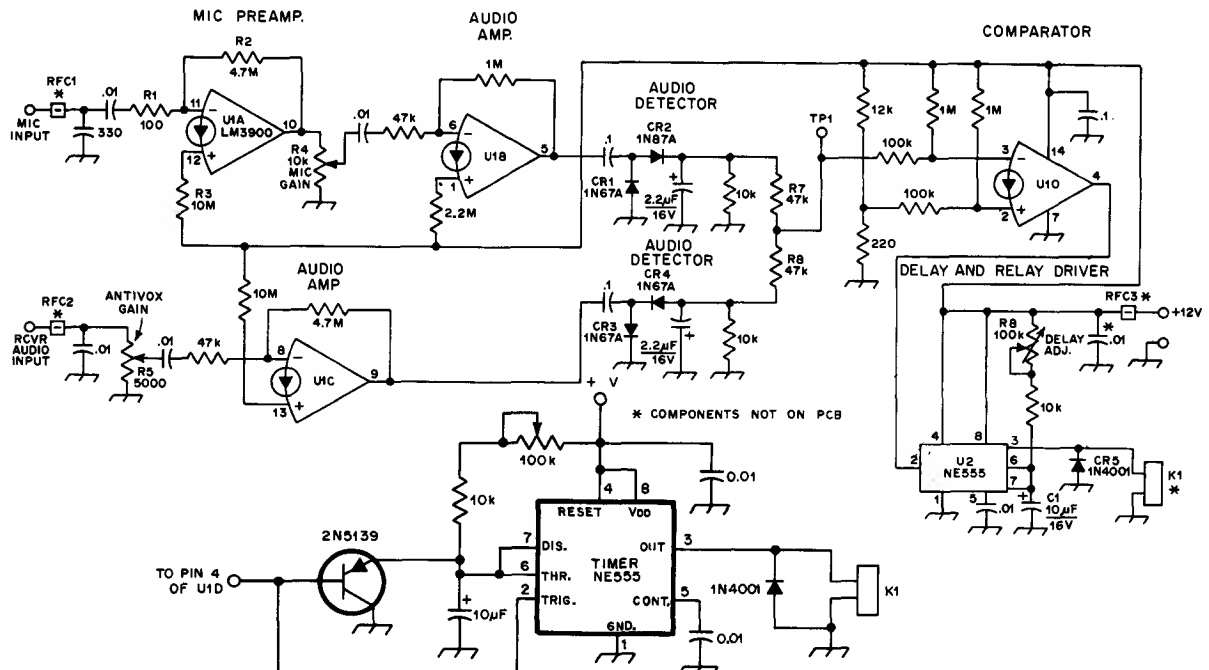 MIC PREAMP.
AUDIO
AMP.
COMPARATOR
R2
4.7M
1M
RFC1
*
.01
R1
100
11
−
U1A
LM3900
10
12
+
MIC
INPUT
330
R4
10k
MIC
GAIN
R3
10M
.01
47k
6
−
U1B
5
1
+
2.2M
AUDIO
DETECTOR
CR2
1N87A
.1
CR1
1N67A
+
2.2µF
16V
10k
R7
47k
R8
47k
TP1
12k
1M
1M
100k
100k
220
.1
14
3
−
U1D
4
2
+
7
AUDIO
DETECTOR
CR4
1N67A
.1
CR3
1N67A
+
2.2µF
16V
10k
DELAY AND RELAY DRIVER
RFC2
*
ANTIVOX
GAIN
RCVR
AUDIO
INPUT
.01
R5
5000
.01
47k
10M
AUDIO
AMP
4.7M
8
−
U1C
9
13
+
RFC3 *
+12V
R8
100k
DELAY
ADJ.
*
.01
10k
4
8
3
2
U2
NE555
6
7
1
5
.01
CR5
1N4001
+
C1
10µF
16V
K1
*
+ V
* COMPONENTS NOT ON PCB
100k
0.01
10k
4
8
RESET
VDD
2N5139
7
DIS.
OUT
3
TO PIN 4
OF U1D
6
THR.
TIMER
NE555
2
TRIG.
CONT.
5
1N4001
K1
+
10µF
GND.
1
0.01